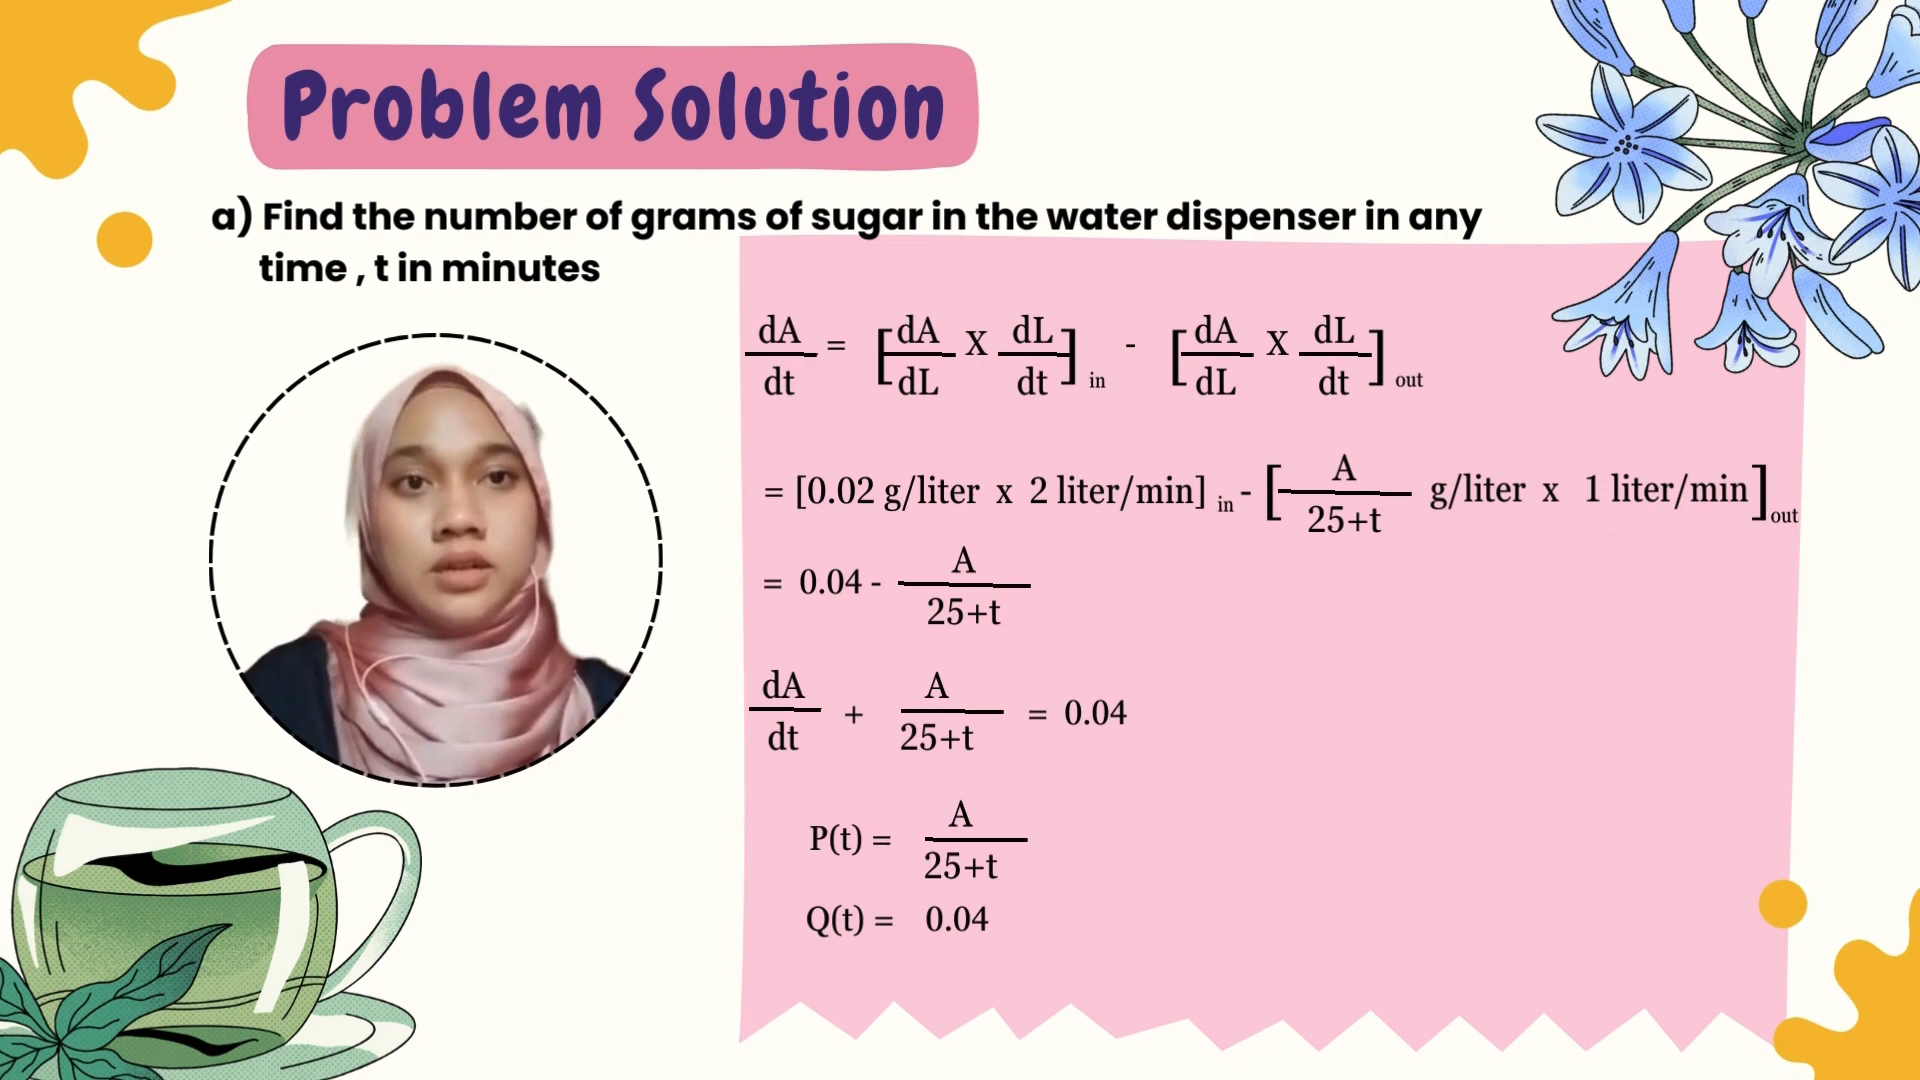 Problem Solution
a) Find the number of grams of sugar in the water dispenser in any
time , t in minutes
dA/dt = [dA/dL X dL/dt] in - [dA/dL X dL/dt] out
= [0.02 g/liter x 2 liter/min] in - [A/25+t g/liter x 1 liter/min] out
= 0.04 - A/25+t
dA/dt + A/25+t = 0.04
P(t) = A/25+t
Q(t) = 0.04